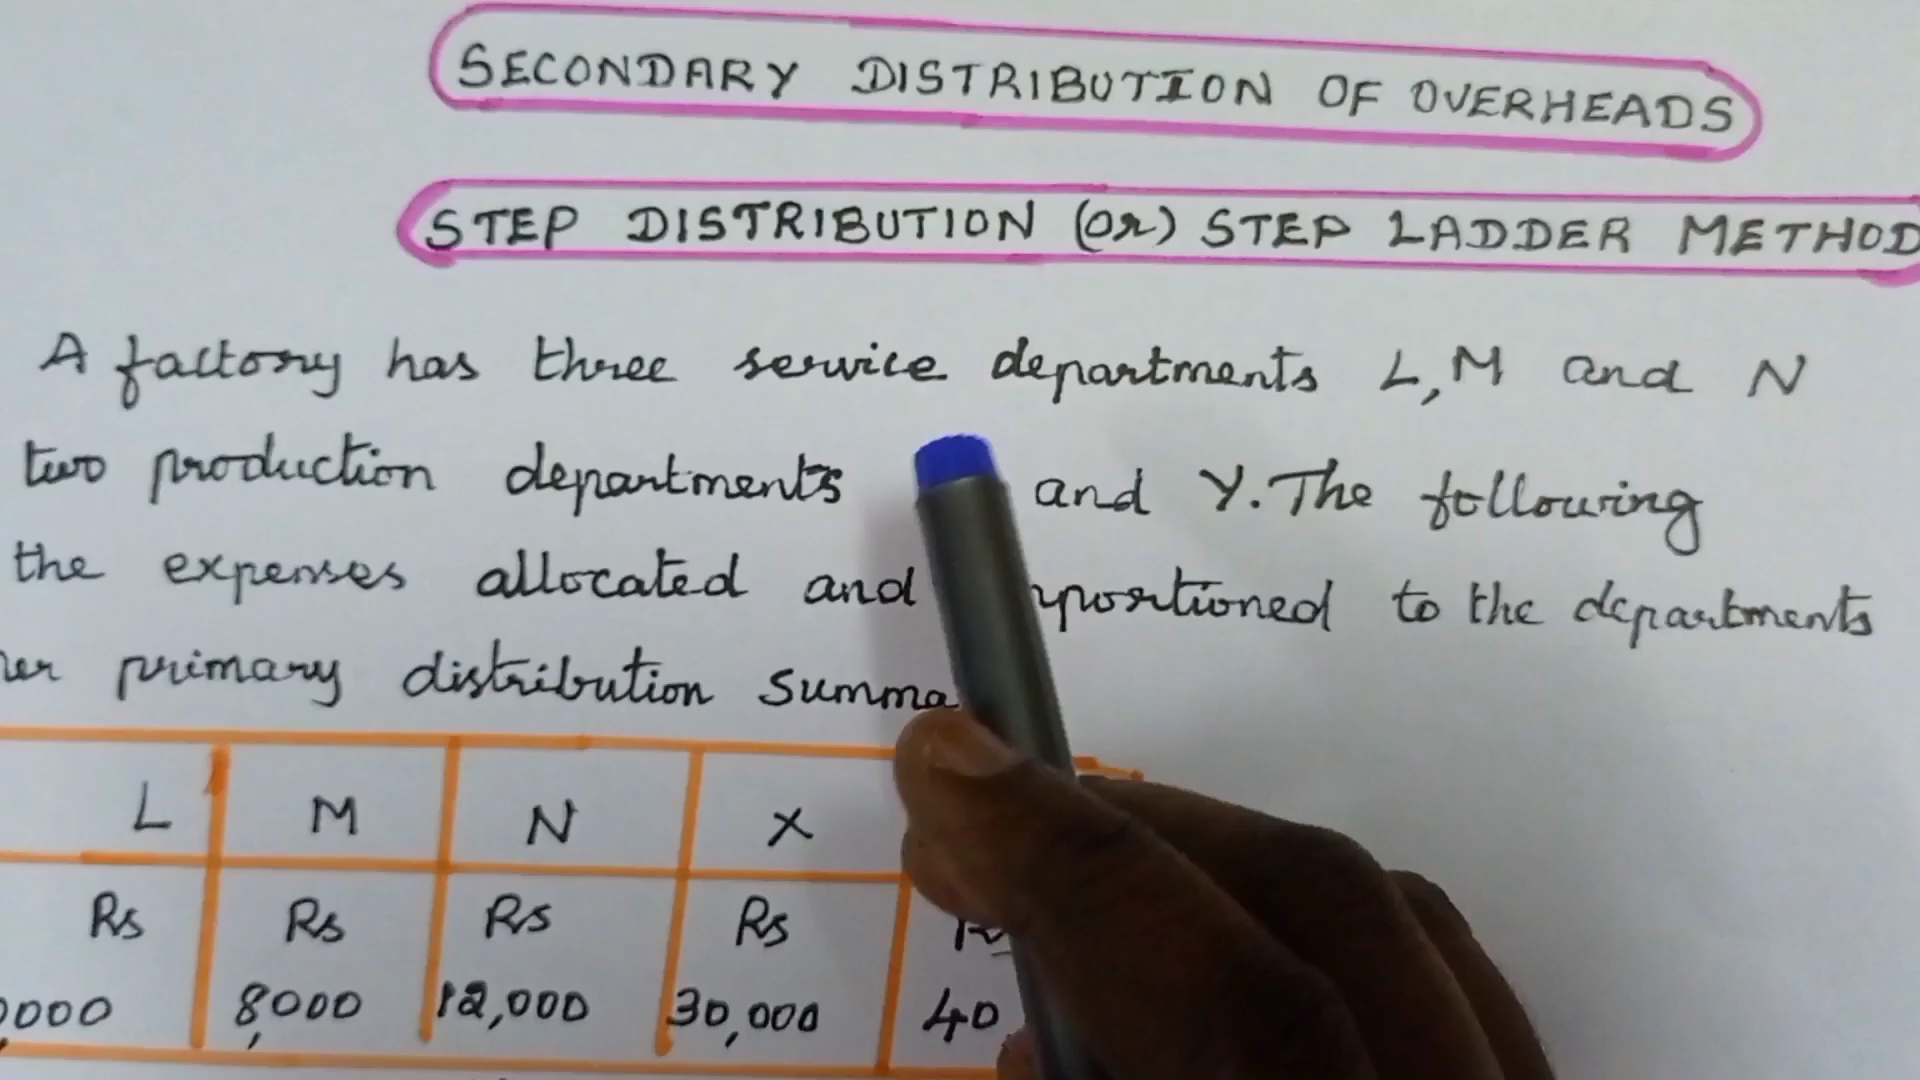 SECONDARY DISTRIBUTION OF OVERHEADS
STEP DISTRIBUTION (Or) STEP LADDER METHOD
A factory has three service departments L, M and N
two production departments and Y. The following
the expenses allocated and to the departments
primary distribution
L M N X
Rs Rs Rs Rs
8,000 12,000 30,000